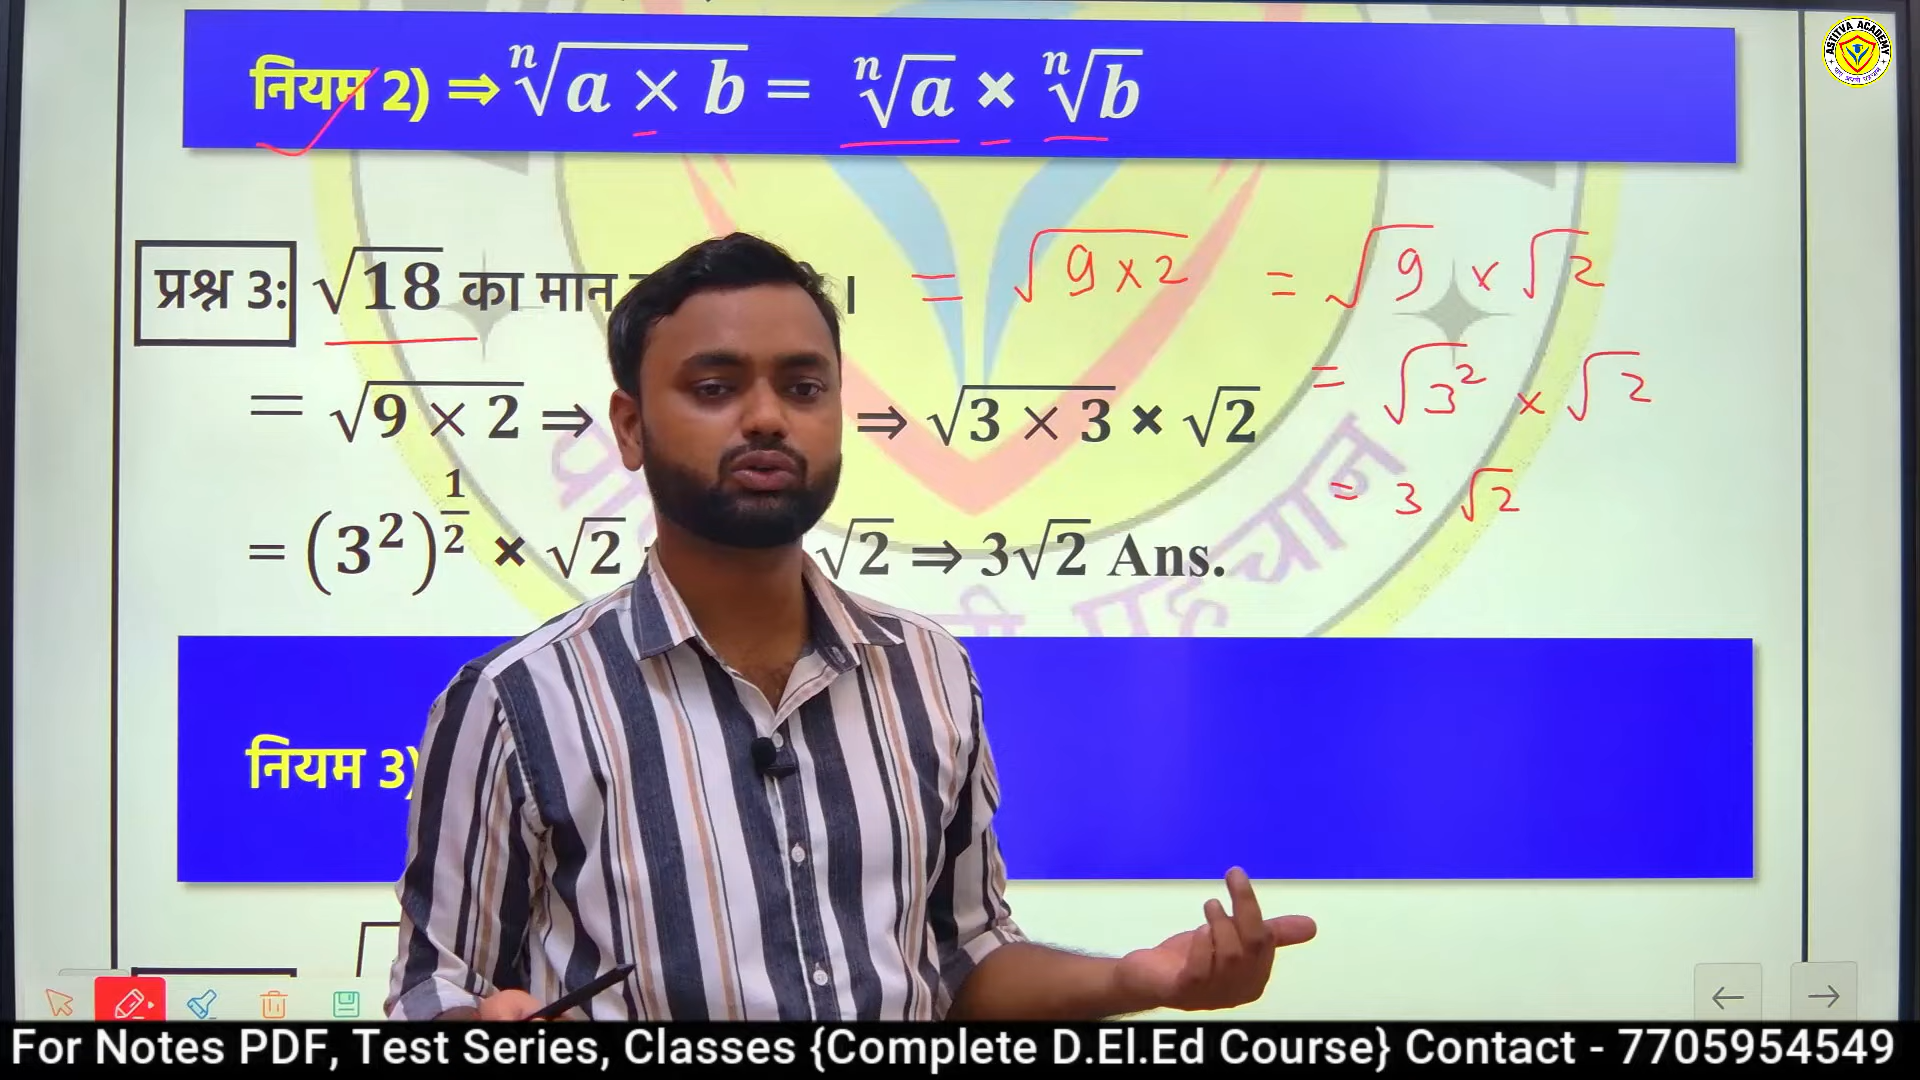 नियम 2) ⇒ ⁿ√(a × b) = ⁿ√a × ⁿ√b
ASTITVA ACADEMY
प्रश्न 3: √18 का मान । = √(9 × 2) = √9 × √2
= √(9 × 2) ⇒ ⇒ √(3 × 3) × √2
= √(3²) × √2
= (3²)^(1/2) × √2 √2 ⇒ 3√2 Ans.
= 3 √2
नियम 3)
For Notes PDF, Test Series, Classes {Complete D.El.Ed Course} Contact - 7705954549